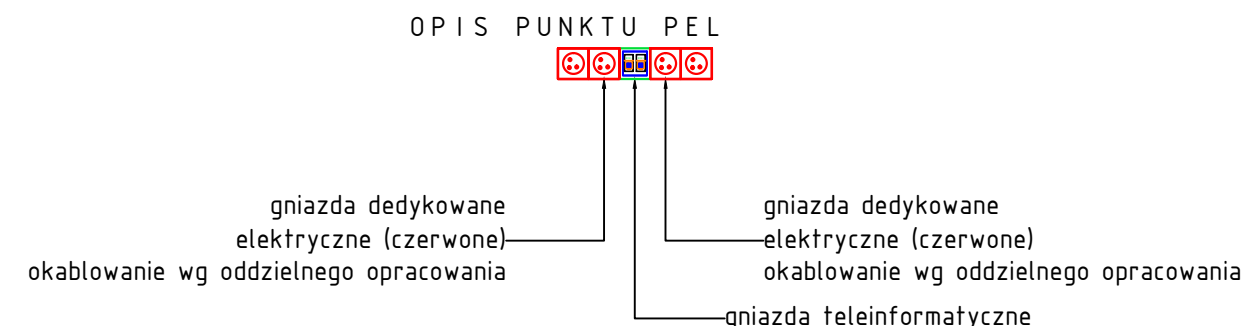 OPIS PUNKTU PEL
gniazda dedykowane
elektryczne (czerwone)
okablowanie wg oddzielnego opracowania
gniazda dedykowane
elektryczne (czerwone)
okablowanie wg oddzielnego opracowania
gniazda teleinformatyczne